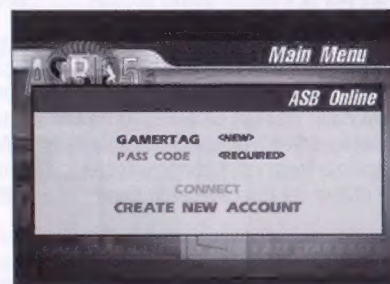 Main Menu
ASB Online
GAMERTAG <NEW>
PASS CODE <REQUIRED>
CONNECT
CREATE NEW ACCOUNT